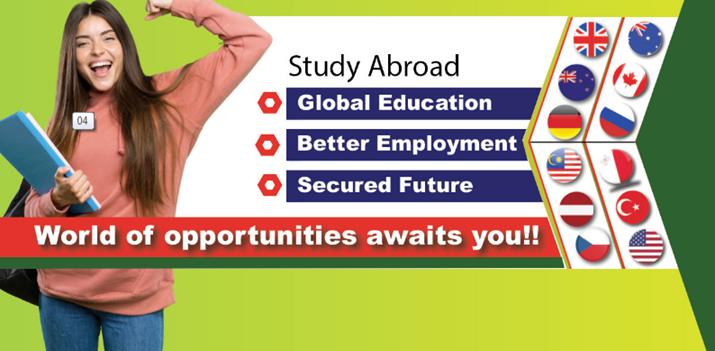 Study Abroad
Global Education
04
Better Employment
Secured Future
World of opportunities awaits you!!